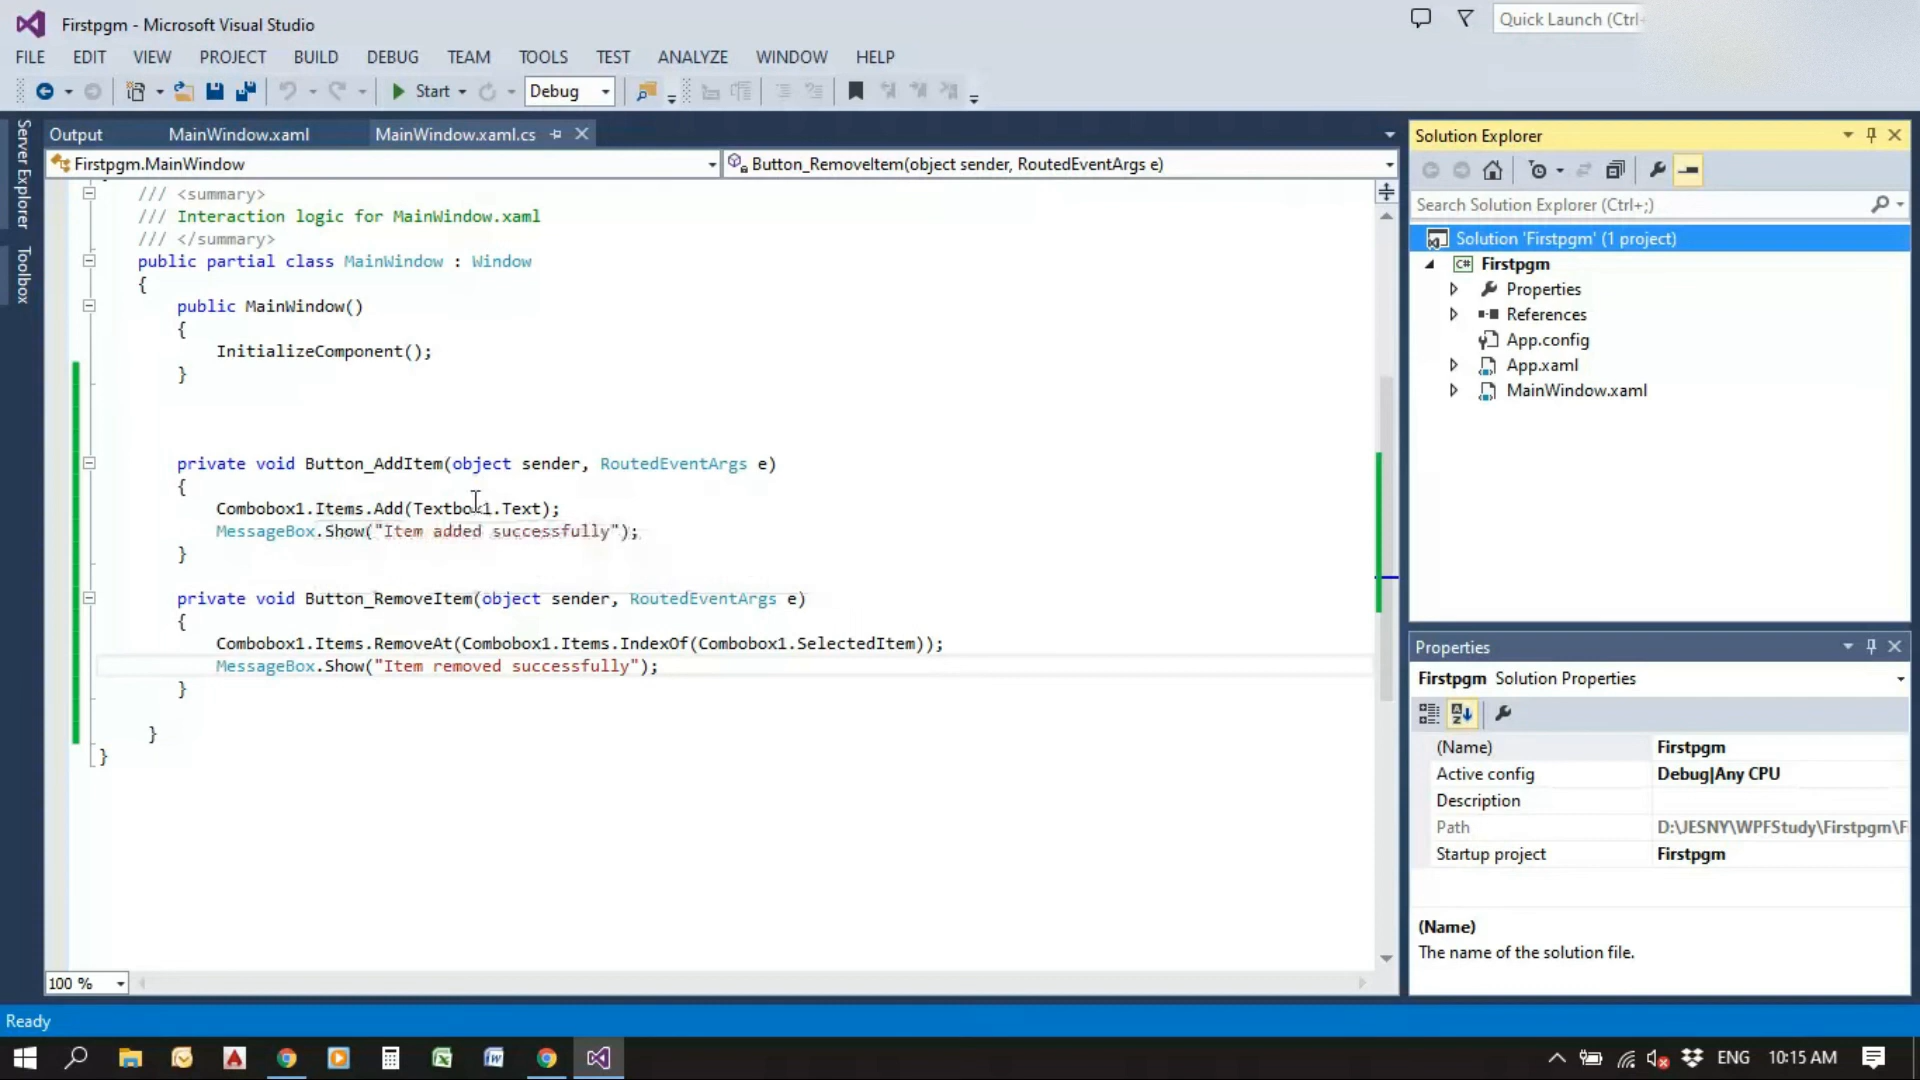 Firstpgm - Microsoft Visual Studio
Quick Launch (Ctrl-
FILE EDIT VIEW PROJECT BUILD DEBUG TEAM TOOLS TEST ANALYZE WINDOW HELP
Start Debug
Server Explorer
Toolbox
Output MainWindow.xaml MainWindow.xaml.cs
Firstpgm.MainWindow Button_RemoveItem(object sender, RoutedEventArgs e)
/// <summary>
/// Interaction logic for MainWindow.xaml
/// </summary>
public partial class MainWindow : Window
{
public MainWindow()
{
InitializeComponent();
}
private void Button_AddItem(object sender, RoutedEventArgs e)
{
Combobox1.Items.Add(Textbox1.Text);
MessageBox.Show("Item added successfully");
}
private void Button_RemoveItem(object sender, RoutedEventArgs e)
{
Combobox1.Items.RemoveAt(Combobox1.Items.IndexOf(Combobox1.SelectedItem));
MessageBox.Show("Item removed successfully");
}
}
}
100 %
Solution Explorer
Search Solution Explorer (Ctrl+;)
Solution 'Firstpgm' (1 project)
C# Firstpgm
Properties
References
App.config
App.xaml
MainWindow.xaml
Properties
Firstpgm Solution Properties
(Name) Firstpgm
Active config Debug|Any CPU
Description
Path D:\JESNY\WPFStudy\Firstpgm\F
Startup project Firstpgm
(Name)
The name of the solution file.
Ready
ENG 10:15 AM